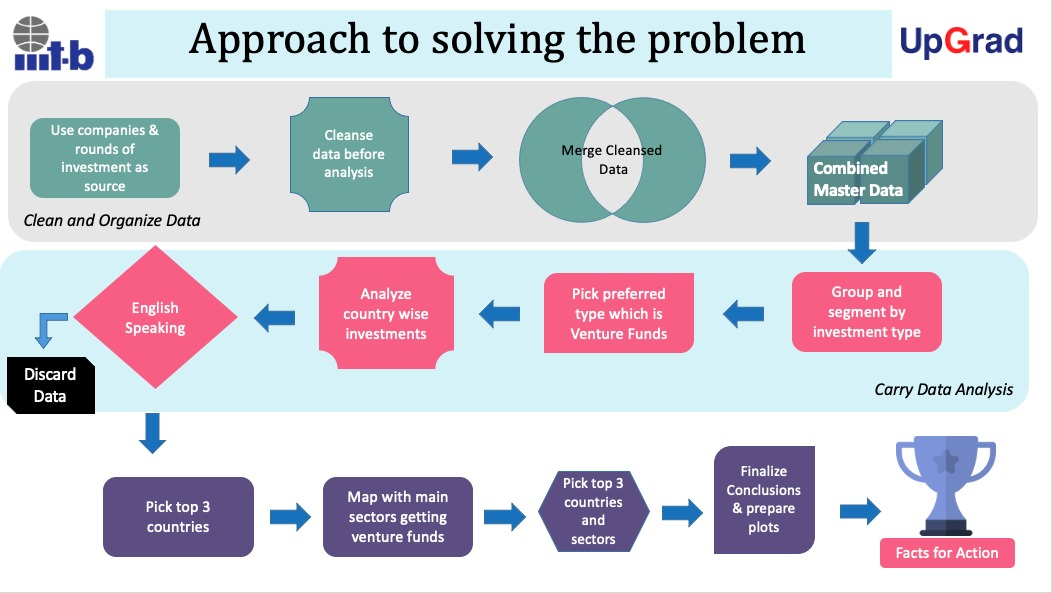 iiit-b
Approach to solving the problem
UpGrad
Use companies &
rounds of
investment as
source
Cleanse
data before
analysis
Merge Cleansed
Data
Combined
Master Data
Clean and Organize Data
English
Speaking
Analyze
country wise
investments
Pick preferred
type which is
Venture Funds
Group and
segment by
investment type
Discard
Data
Carry Data Analysis
Pick top 3
countries
Map with main
sectors getting
venture funds
Pick top 3
countries
and
sectors
Finalize
Conclusions
& prepare
plots
Facts for Action